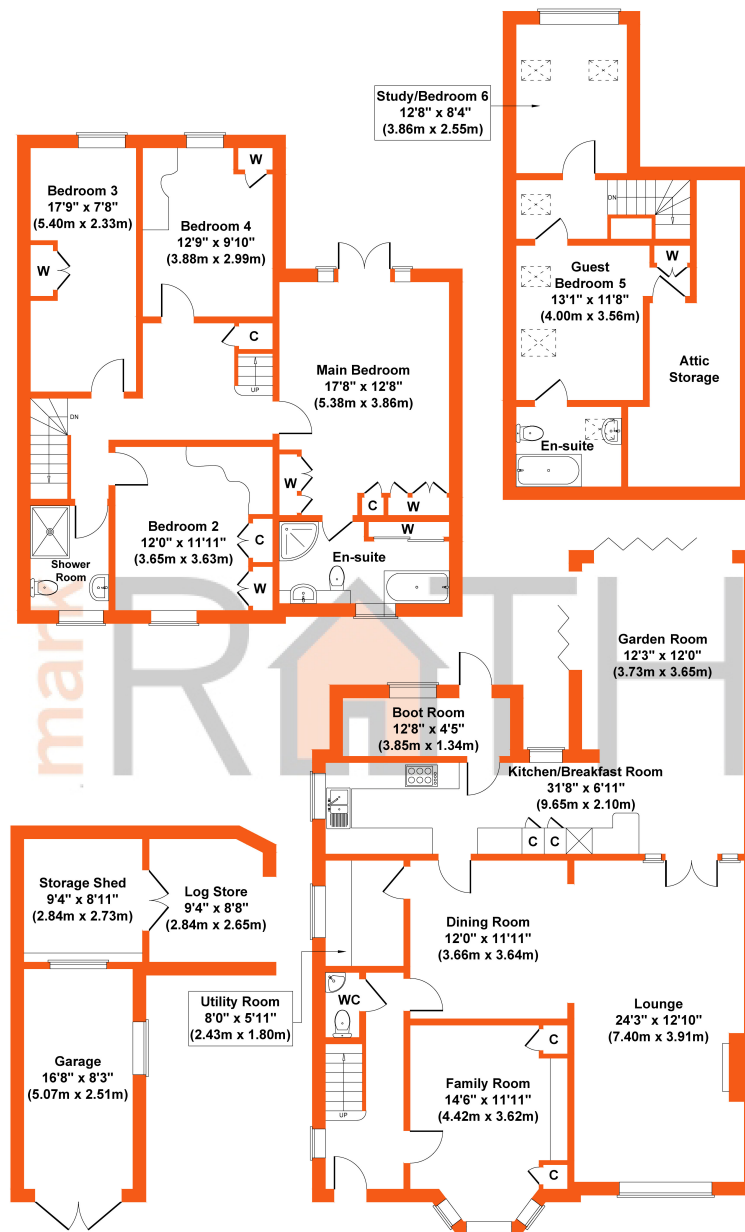 Study/Bedroom 6
12'8" x 8'4"
(3.86m x 2.55m)
Bedroom 3
17'9" x 7'8"
(5.40m x 2.33m)
W
W
Bedroom 4
12'9" x 9'10"
(3.88m x 2.99m)
C
UP
DN
Main Bedroom
17'8" x 12'8"
(5.38m x 3.86m)
W
C
W
Bedroom 2
12'0" x 11'11"
(3.65m x 3.63m)
C
W
Shower
Room
W
En-suite
DN
W
Guest
Bedroom 5
13'1" x 11'8"
(4.00m x 3.56m)
Attic
Storage
En-suite
mark
RATH
Garden Room
12'3" x 12'0"
(3.73m x 3.65m)
Boot Room
12'8" x 4'5"
(3.85m x 1.34m)
Kitchen/Breakfast Room
31'8" x 6'11"
(9.65m x 2.10m)
C
C
Storage Shed
9'4" x 8'11"
(2.84m x 2.73m)
Log Store
9'4" x 8'8"
(2.84m x 2.65m)
Dining Room
12'0" x 11'11"
(3.66m x 3.64m)
Utility Room
8'0" x 5'11"
(2.43m x 1.80m)
WC
Lounge
24'3" x 12'10"
(7.40m x 3.91m)
Garage
16'8" x 8'3"
(5.07m x 2.51m)
UP
C
Family Room
14'6" x 11'11"
(4.42m x 3.62m)
C